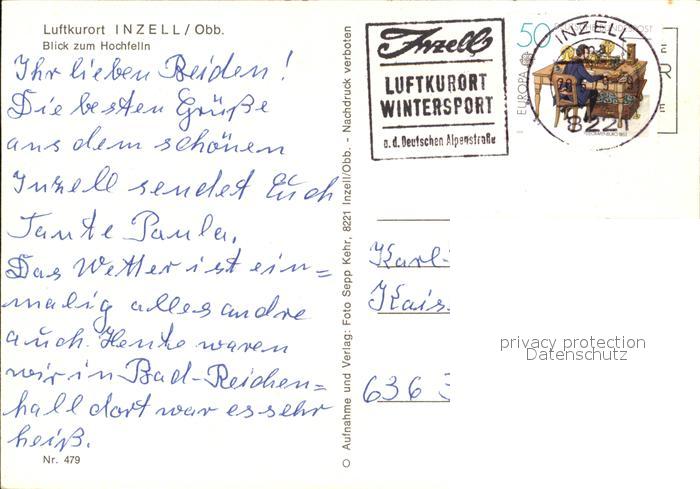 Luftkurort INZELL / Obb.
Blick zum Hochfelln
Ihr lieben Beiden!
Die besten Grüße
aus dem schönen
Inzell sendet Euch
Tante Paula.
Das Wetter ist ein=
malig alles andre
auch. Heute waren
wir in Bad-Reichen=
hall dort war es sehr
heiß.
Nr. 479
O Aufnahme und Verlag: Foto Sepp Kehr, 8221 Inzell/Obb. - Nachdruck verboten
Inzell
LUFTKURORT
WINTERSPORT
a.d. Deutschen Alpenstraße
50
EUROPA
INZELL
822
Karl
Kais.
636
privacy protection
Datenschutz